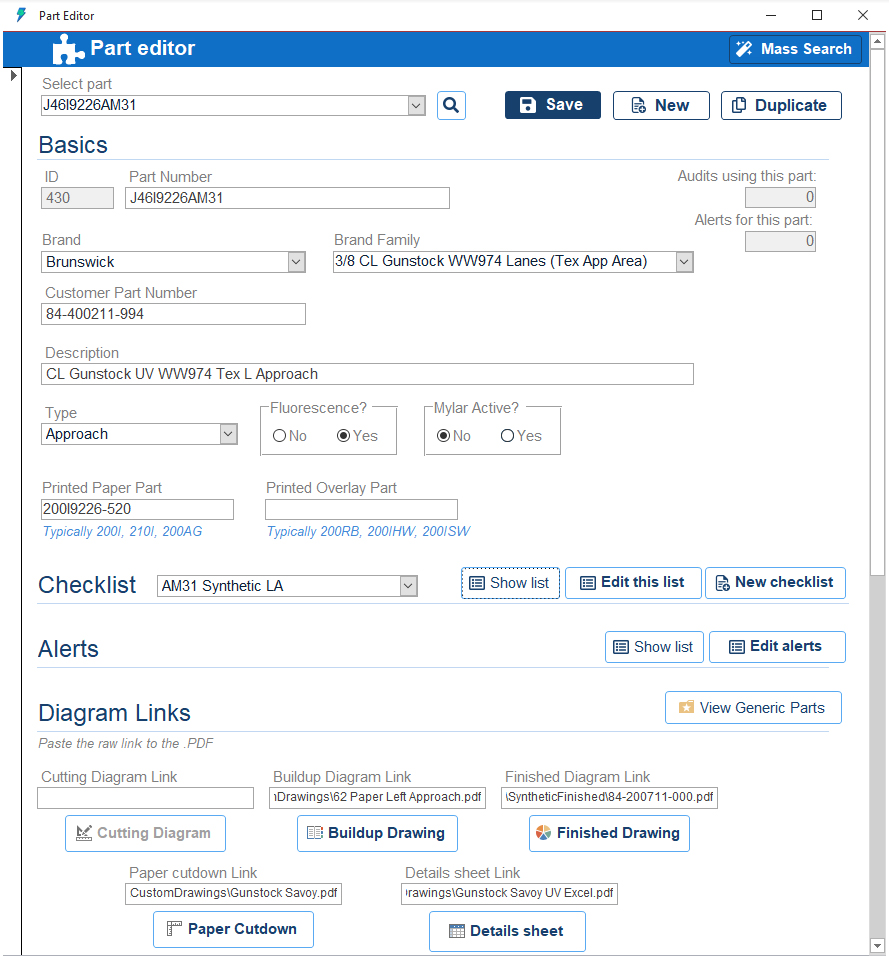 Part Editor
Part editor
Mass Search
Select part
J46I9226AM31
Save
New
Duplicate
Basics
ID
Part Number
Audits using this part:
430
J46I9226AM31
0
Alerts for this part:
0
Brand
Brand Family
Brunswick
3/8 CL Gunstock WW974 Lanes (Tex App Area)
Customer Part Number
84-400211-994
Description
CL Gunstock UV WW974 Tex L Approach
Type
Fluorescence?
Mylar Active?
Approach
No
Yes
No
Yes
Printed Paper Part
Printed Overlay Part
200I9226-520
Typically 200I, 210I, 200AG
Typically 200RB, 200IHW, 200ISW
Checklist
AM31 Synthetic LA
Show list
Edit this list
New checklist
Alerts
Show list
Edit alerts
Diagram Links
View Generic Parts
Paste the raw link to the .PDF
Cutting Diagram Link
Buildup Diagram Link
Finished Diagram Link
Drawings\62 Paper Left Approach.pdf
\SyntheticFinished\84-200711-000.pdf
Cutting Diagram
Buildup Drawing
Finished Drawing
Paper cutdown Link
Details sheet Link
CustomDrawings\Gunstock Savoy.pdf
rawings\Gunstock Savoy UV Excel.pdf
Paper Cutdown
Details sheet